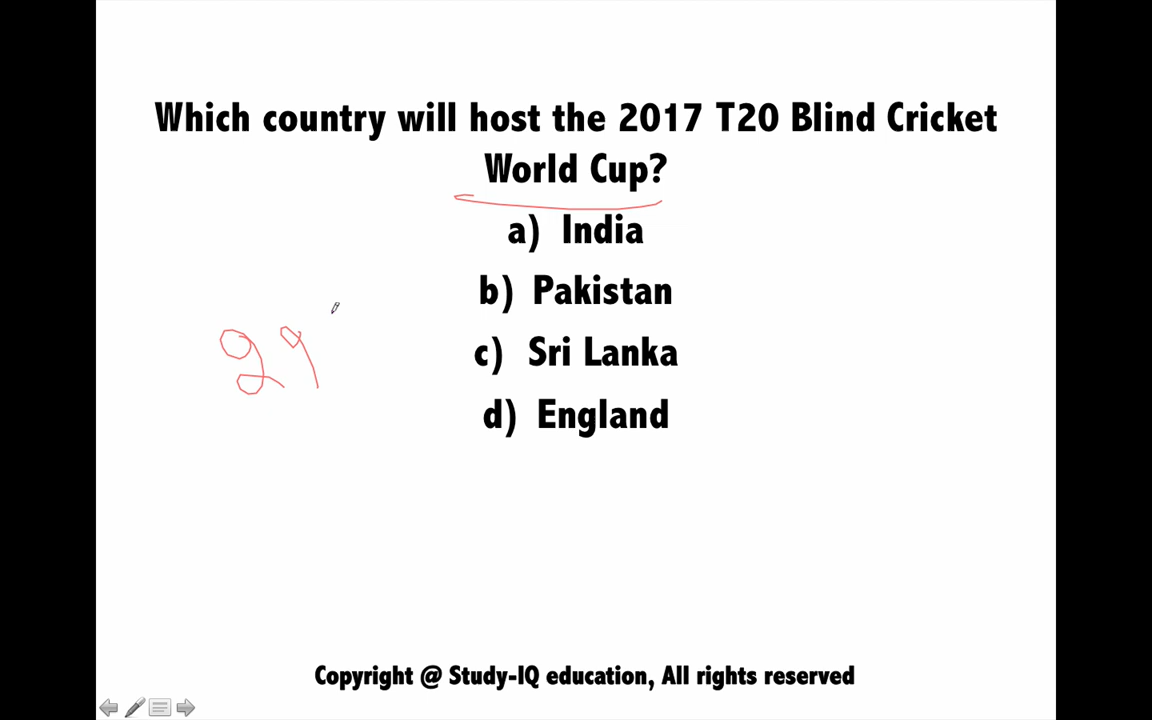 Which country will host the 2017 T20 Blind Cricket
World Cup?
a) India
b) Pakistan
c) Sri Lanka
29
d) England
Copyright @ Study-IQ education, All rights reserved